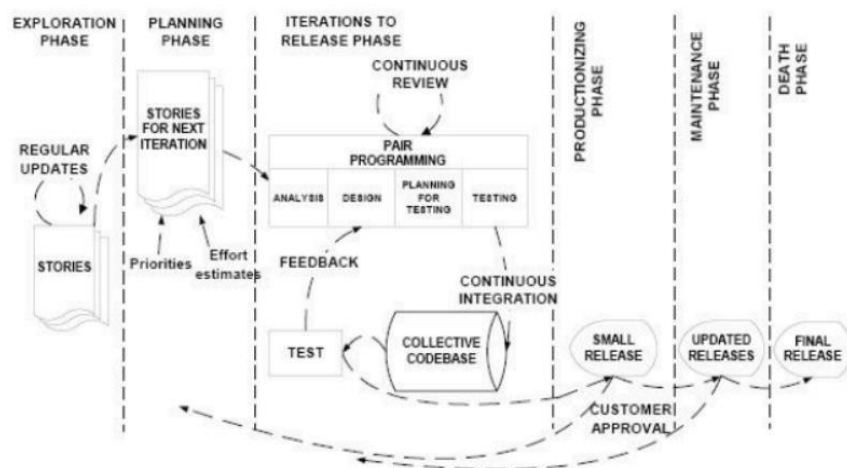 EXPLORATION
PHASE
PLANNING
PHASE
ITERATIONS TO
RELEASE PHASE
PRODUCTIONIZING
PHASE
MAINTENANCE
PHASE
DEATH
PHASE
REGULAR
UPDATES
STORIES
STORIES
FOR NEXT
ITERATION
Priorities
Effort
estimates
CONTINUOUS
REVIEW
PAIR
PROGRAMMING
ANALYSIS
DESIGN
PLANNING
FOR
TESTING
TESTING
FEEDBACK
CONTINUOUS
INTEGRATION
TEST
COLLECTIVE
CODEBASE
SMALL
RELEASE
UPDATED
RELEASES
FINAL
RELEASE
CUSTOMER
APPROVAL